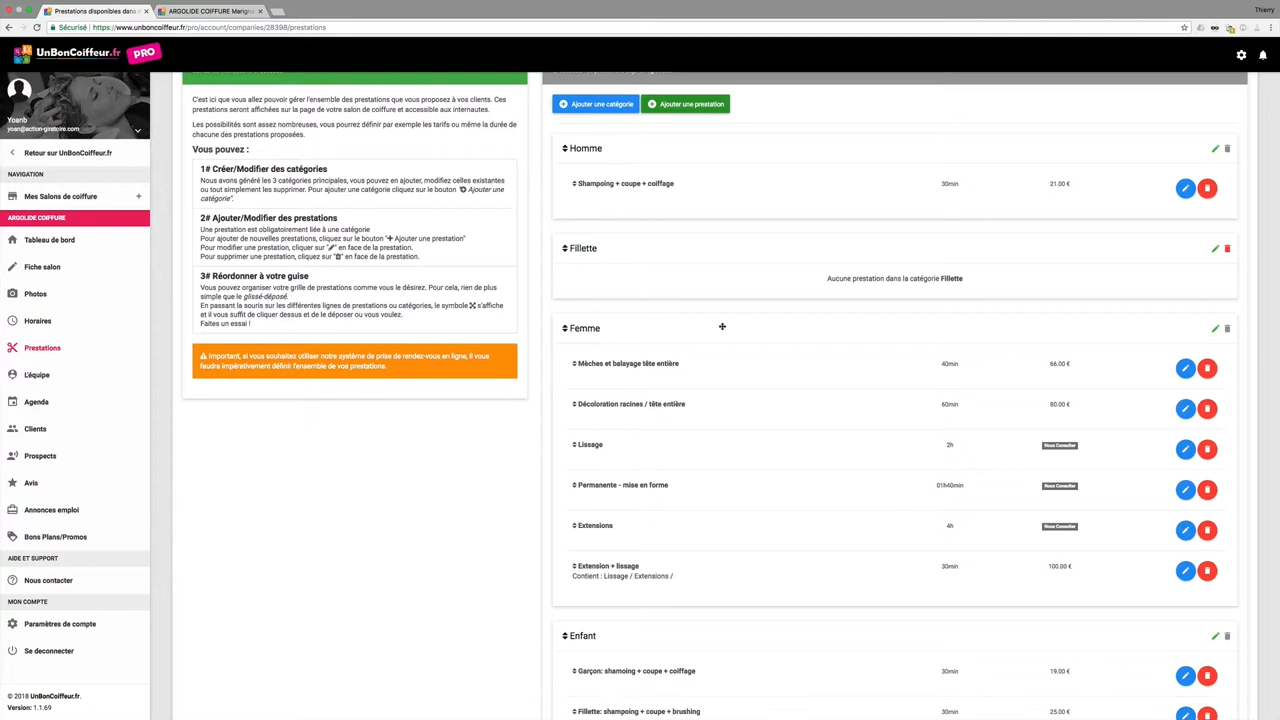 Prestations disponibles dans
ARGOLIDE COIFFURE Marigna
Thierry
Sécurisé
https://www.unboncoiffeur.fr/pro/account/companies/28398/prestations
UnBonCoiffeur.fr PRO
Yoanb
yoan@action-giratoire.com
Retour sur UnBonCoiffeur.fr
NAVIGATION
Mes Salons de coiffure
ARGOLIDE COIFFURE
Tableau de bord
Fiche salon
Photos
Horaires
Prestations
L'équipe
Agenda
Clients
Prospects
Avis
Annonces emploi
Bons Plans/Promos
AIDE ET SUPPORT
Nous contacter
MON COMPTE
Paramètres de compte
Se deconnecter
© 2018 UnBonCoiffeur.fr.
Version: 1.1.69
C'est ici que vous allez pouvoir gérer l'ensemble des prestations que vous proposez à vos clients. Ces
prestations seront affichées sur la page de votre salon de coiffure et accessible aux internautes.
Les possibilités sont assez nombreuses, vous pourrez définir par exemple les tarifs ou même la durée de
chacune des prestations proposées.
Vous pouvez :
1# Créer/Modifier des catégories
Nous avons généré les 3 catégories principales, vous pouvez en ajouter, modifiez celles existantes
ou tout simplement les supprimer. Pour ajouter une catégorie cliquez sur le bouton "Ajouter une
catégorie".
2# Ajouter/Modifier des prestations
Une prestation est obligatoirement liée à une catégorie
Pour ajouter de nouvelles prestations, cliquez sur le bouton "+ Ajouter une prestation"
Pour modifier une prestation, cliquer sur "" en face de la prestation.
Pour supprimer une prestation, cliquez sur "" en face de la prestation.
3# Réordonner à votre guise
Vous pouvez organiser votre grille de prestations comme vous le désirez. Pour cela, rien de plus
simple que le glissé-déposé.
En passant la souris sur les différentes lignes de prestations ou catégories, le symbole s'affiche
et il vous suffit de cliquer dessus et de le déposer ou vous voulez.
Faites un essai !
Important, si vous souhaitez utiliser notre système de prise de rendez-vous en ligne, il vous
faudra impérativement définir l'ensemble de vos prestations.
Ajouter une catégorie
Ajouter une prestation
Homme
Shampoing + coupe + coiffage 30min 21.00 €
Fillette
Aucune prestation dans la catégorie Fillette
Femme
Mèches et balayage tête entière 40min 66.00 €
Décoloration racines / tête entière 60min 80.00 €
Lissage 2h Nous Consulter
Permanente - mise en forme 01h40min Nous Consulter
Extensions 4h Nous Consulter
Extension + lissage 30min 100.00 €
Contient : Lissage / Extensions /
Enfant
Garçon: shamoing + coupe + coiffage 30min 19.00 €
Fillette: shampoing + coupe + brushing 30min 25.00 €